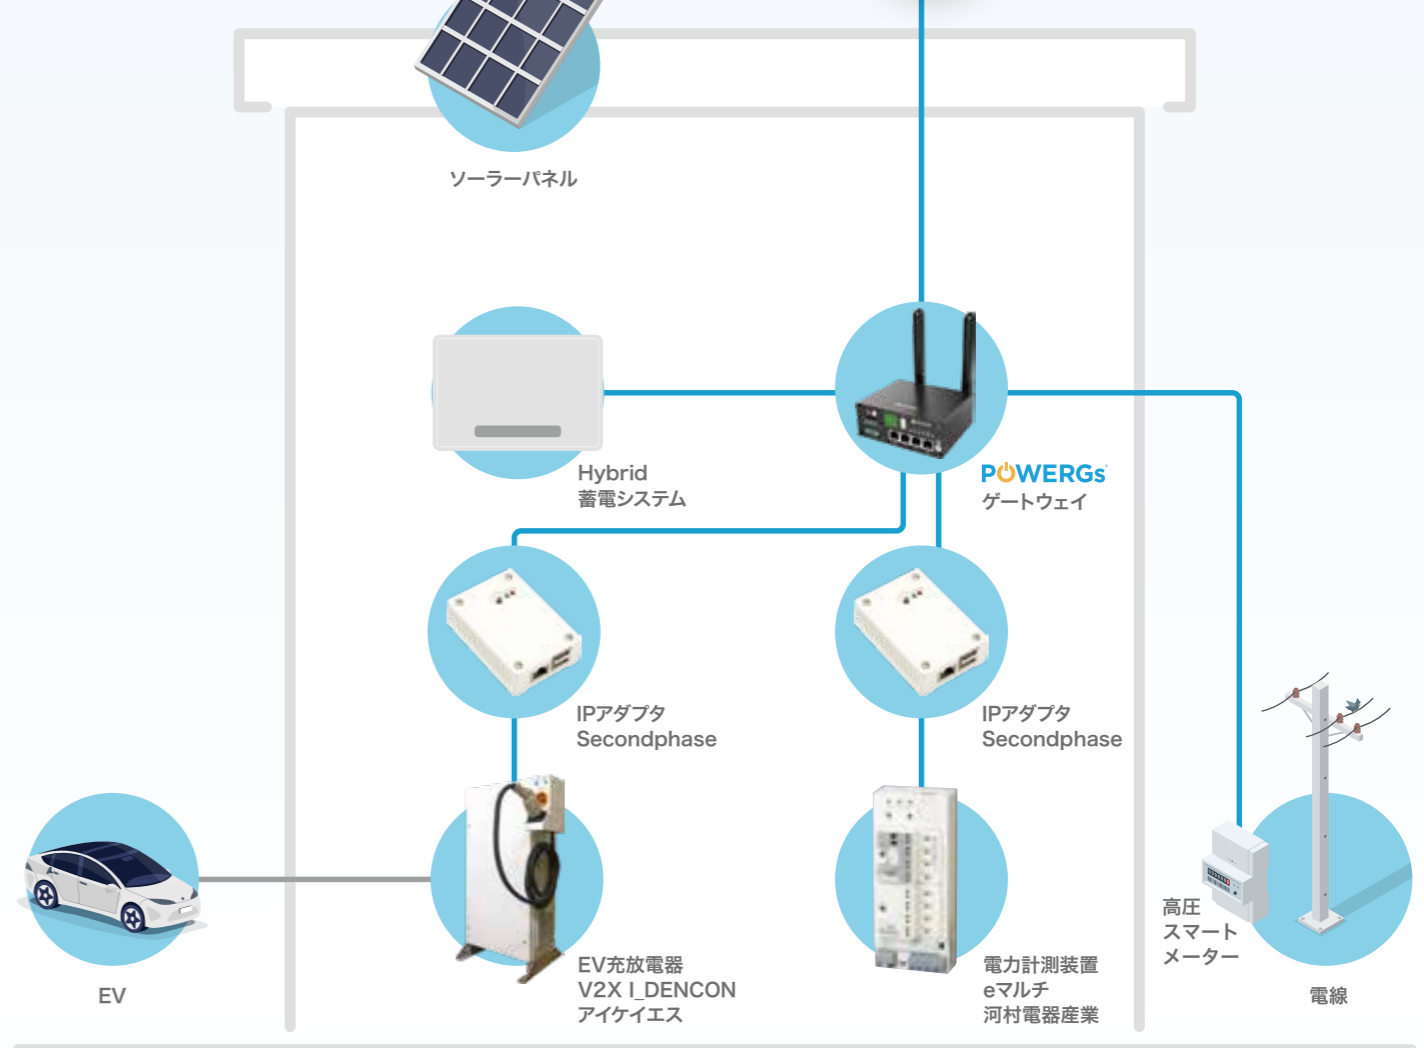 ソーラーパネル
Hybrid
蓄電システム
POWERGs
ゲートウェイ
IPアダプタ
Secondphase
IPアダプタ
Secondphase
EV
EV充放電器
V2X I_DENCON
アイケイエス
電力計測装置
eマルチ
河村電器産業
高圧
スマート
メーター
電線